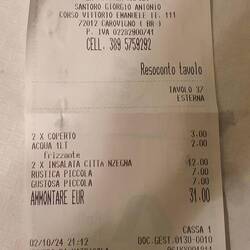 SANTORO GIORGIO ANTONIO
CORSO VITTORIO EMANUELE II. 111
72012 CAROVIGNO ( BR )
P. IVA 02282900741
CELL. 389 5759292
Resoconto tavolo
TAVOLO 37
ESTERNA
2 X COPERTO 3.00
ACQUA 1LT 2.00
frizzante
2 X INSALATA CITTa NZEGNA 12.00
RUSTICA PICCOLA 7.00
GUSTOSA PICCOLA 7.00
AMMONTARE EUR 31.00
CASSA 1
02/10/24 21:12 DOC.GEST.0130-0010